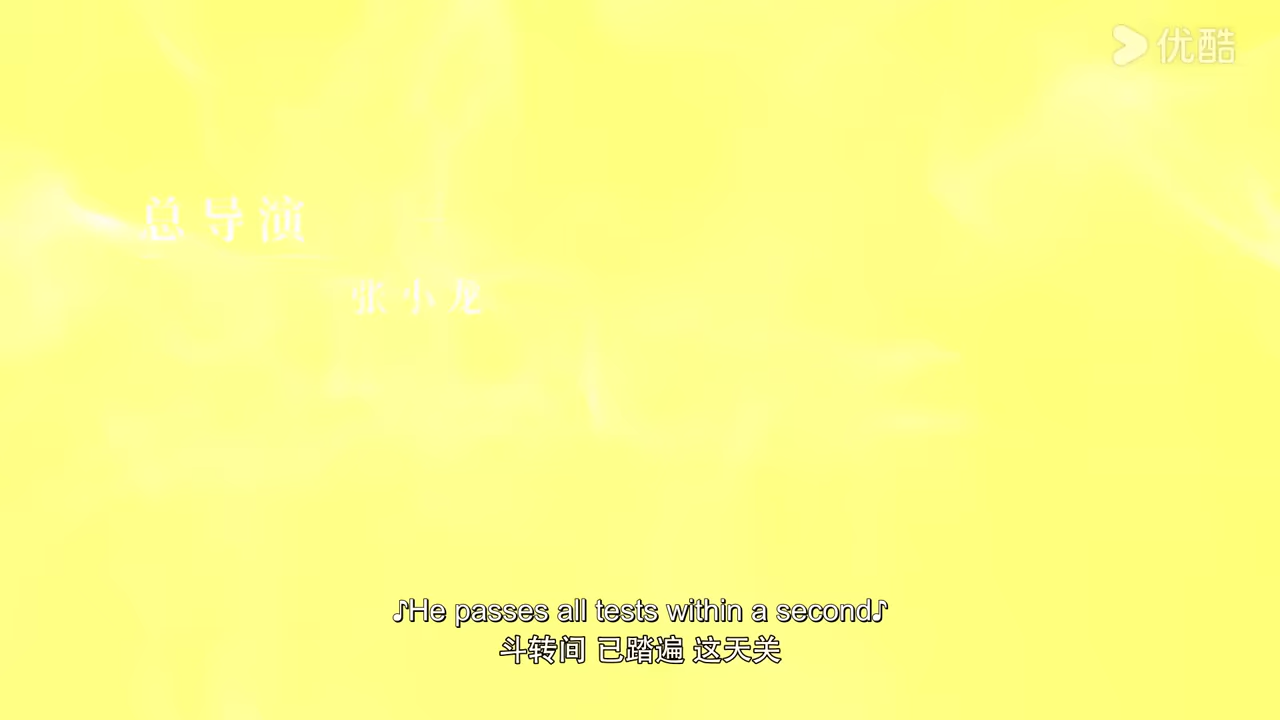 优酷
总导演
张小龙
♪He passes all tests within a second♪
斗转间 已踏遍 这天关